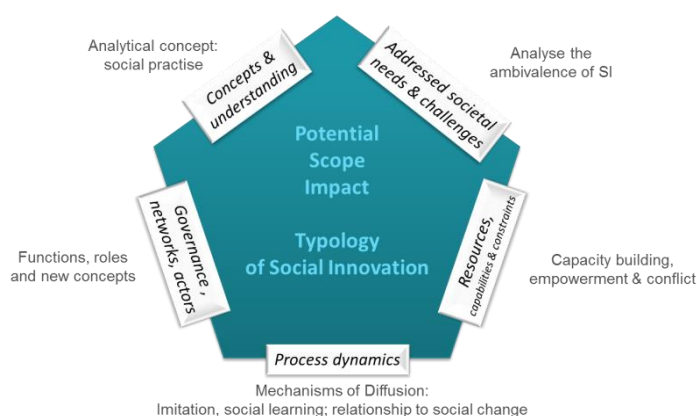 Analytical concept:
social practise
Concepts &
understanding
Addressed societal
needs & challenges
Analyse the
ambivalence of SI
Potential
Scope
Impact
Typology
of Social Innovation
Governance ,
networks, actors
Functions, roles
and new concepts
Resources,
capabilities & constraints
Capacity building,
empowerment & conflict
Process dynamics
Mechanisms of Diffusion:
Imitation, social learning; relationship to social change